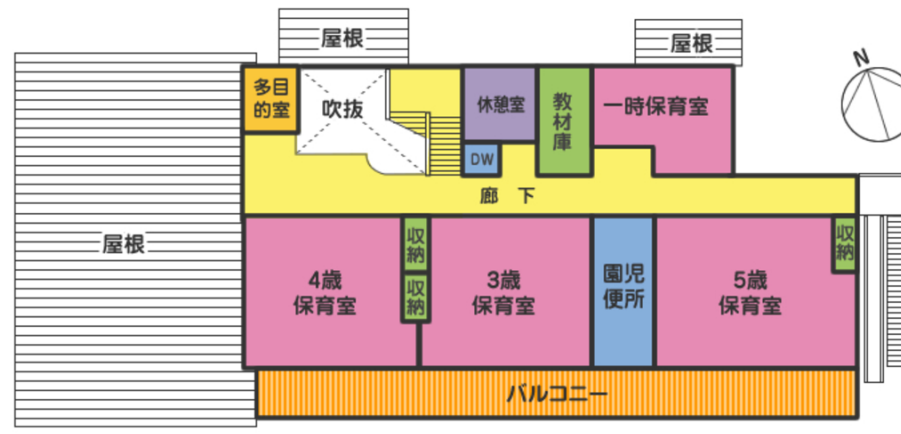 屋根
屋根
N
多目
的室
吹抜
休憩室
教材庫
一時保育室
DW
廊 下
屋根
4歳
保育室
収納
収納
3歳
保育室
園児
便所
5歳
保育室
収納
バルコニー